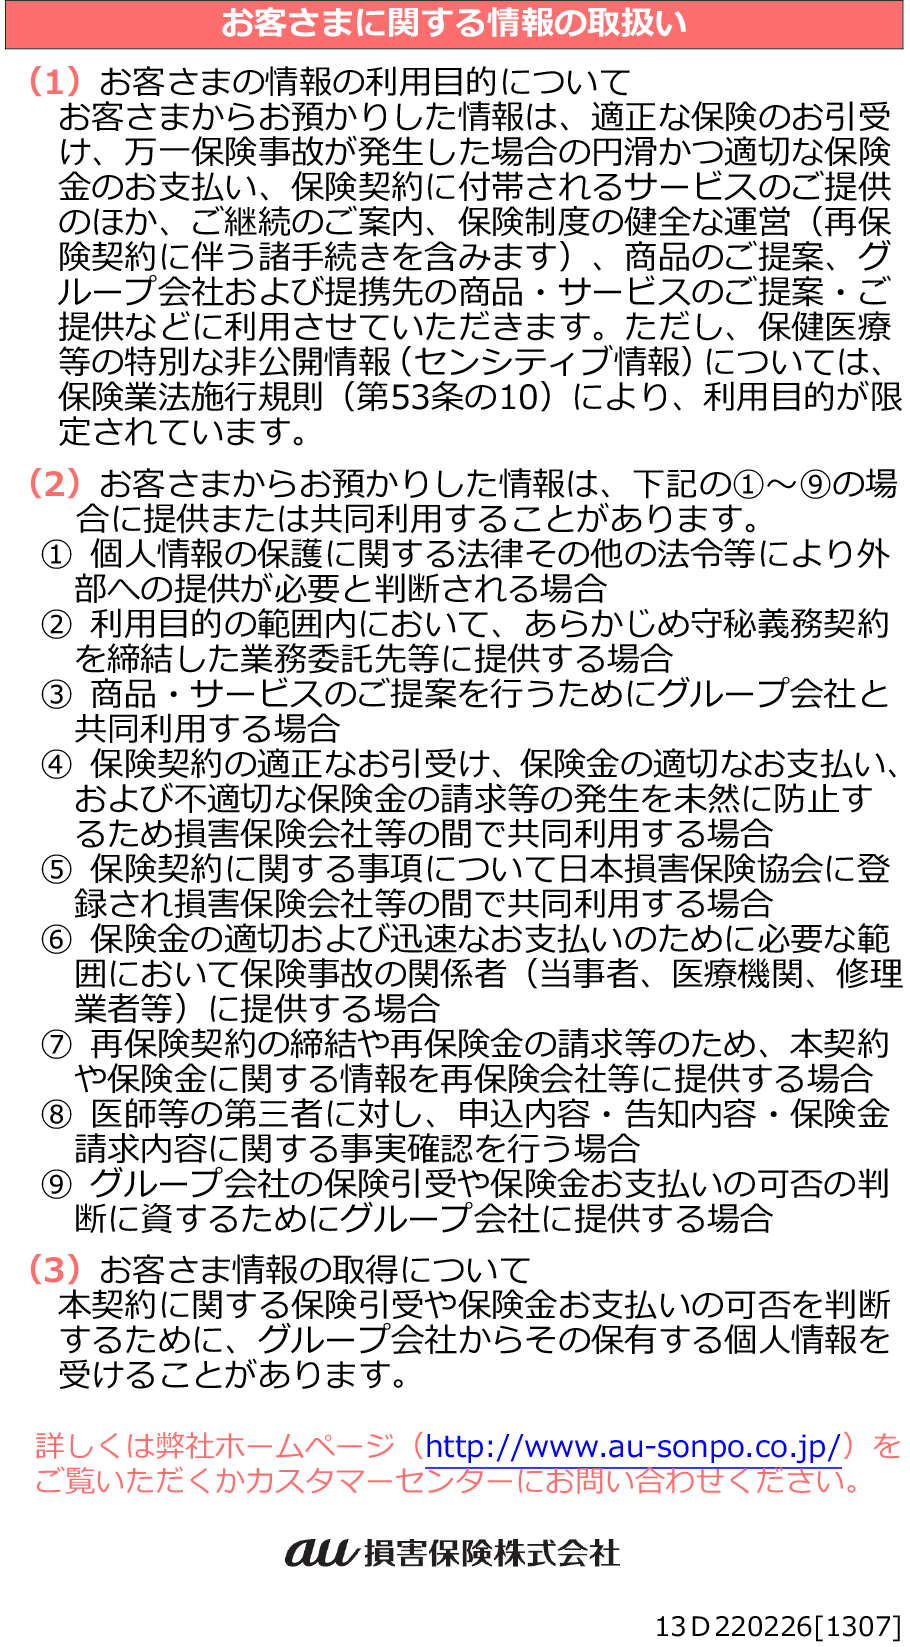 お客さまに関する情報の取扱い
（1）お客さまの情報の利用目的について
お客さまからお預かりした情報は、適正な保険のお引受
け、万一保険事故が発生した場合の円滑かつ適切な保険
金のお支払い、保険契約に付帯されるサービスのご提供
のほか、ご継続のご案内、保険制度の健全な運営（再保
険契約に伴う諸手続きを含みます）、商品のご提案、グ
ループ会社および提携先の商品・サービスのご提案・ご
提供などに利用させていただきます。ただし、保健医療
等の特別な非公開情報（センシティブ情報）については、
保険業法施行規則（第53条の10）により、利用目的が限
定されています。
（2）お客さまからお預かりした情報は、下記の①～⑨の場
合に提供または共同利用することがあります。
① 個人情報の保護に関する法律その他の法令等により外
部への提供が必要と判断される場合
② 利用目的の範囲内において、あらかじめ守秘義務契約
を締結した業務委託先等に提供する場合
③ 商品・サービスのご提案を行うためにグループ会社と
共同利用する場合
④ 保険契約の適正なお引受け、保険金の適切なお支払い、
および不適切な保険金の請求等の発生を未然に防止す
るため損害保険会社等の間で共同利用する場合
⑤ 保険契約に関する事項について日本損害保険協会に登
録され損害保険会社等の間で共同利用する場合
⑥ 保険金の適切および迅速なお支払いのために必要な範
囲において保険事故の関係者（当事者、医療機関、修理
業者等）に提供する場合
⑦ 再保険契約の締結や再保険金の請求等のため、本契約
や保険金に関する情報を再保険会社等に提供する場合
⑧ 医師等の第三者に対し、申込内容・告知内容・保険金
請求内容に関する事実確認を行う場合
⑨ グループ会社の保険引受や保険金お支払いの可否の判
断に資するためにグループ会社に提供する場合
（3）お客さま情報の取得について
本契約に関する保険引受や保険金お支払いの可否を判断
するために、グループ会社からその保有する個人情報を
受けることがあります。
詳しくは弊社ホームページ（http://www.au-sonpo.co.jp/）を
ご覧いただくかカスタマーセンターにお問い合わせください。
au損害保険株式会社
13Ｄ220226[1307]